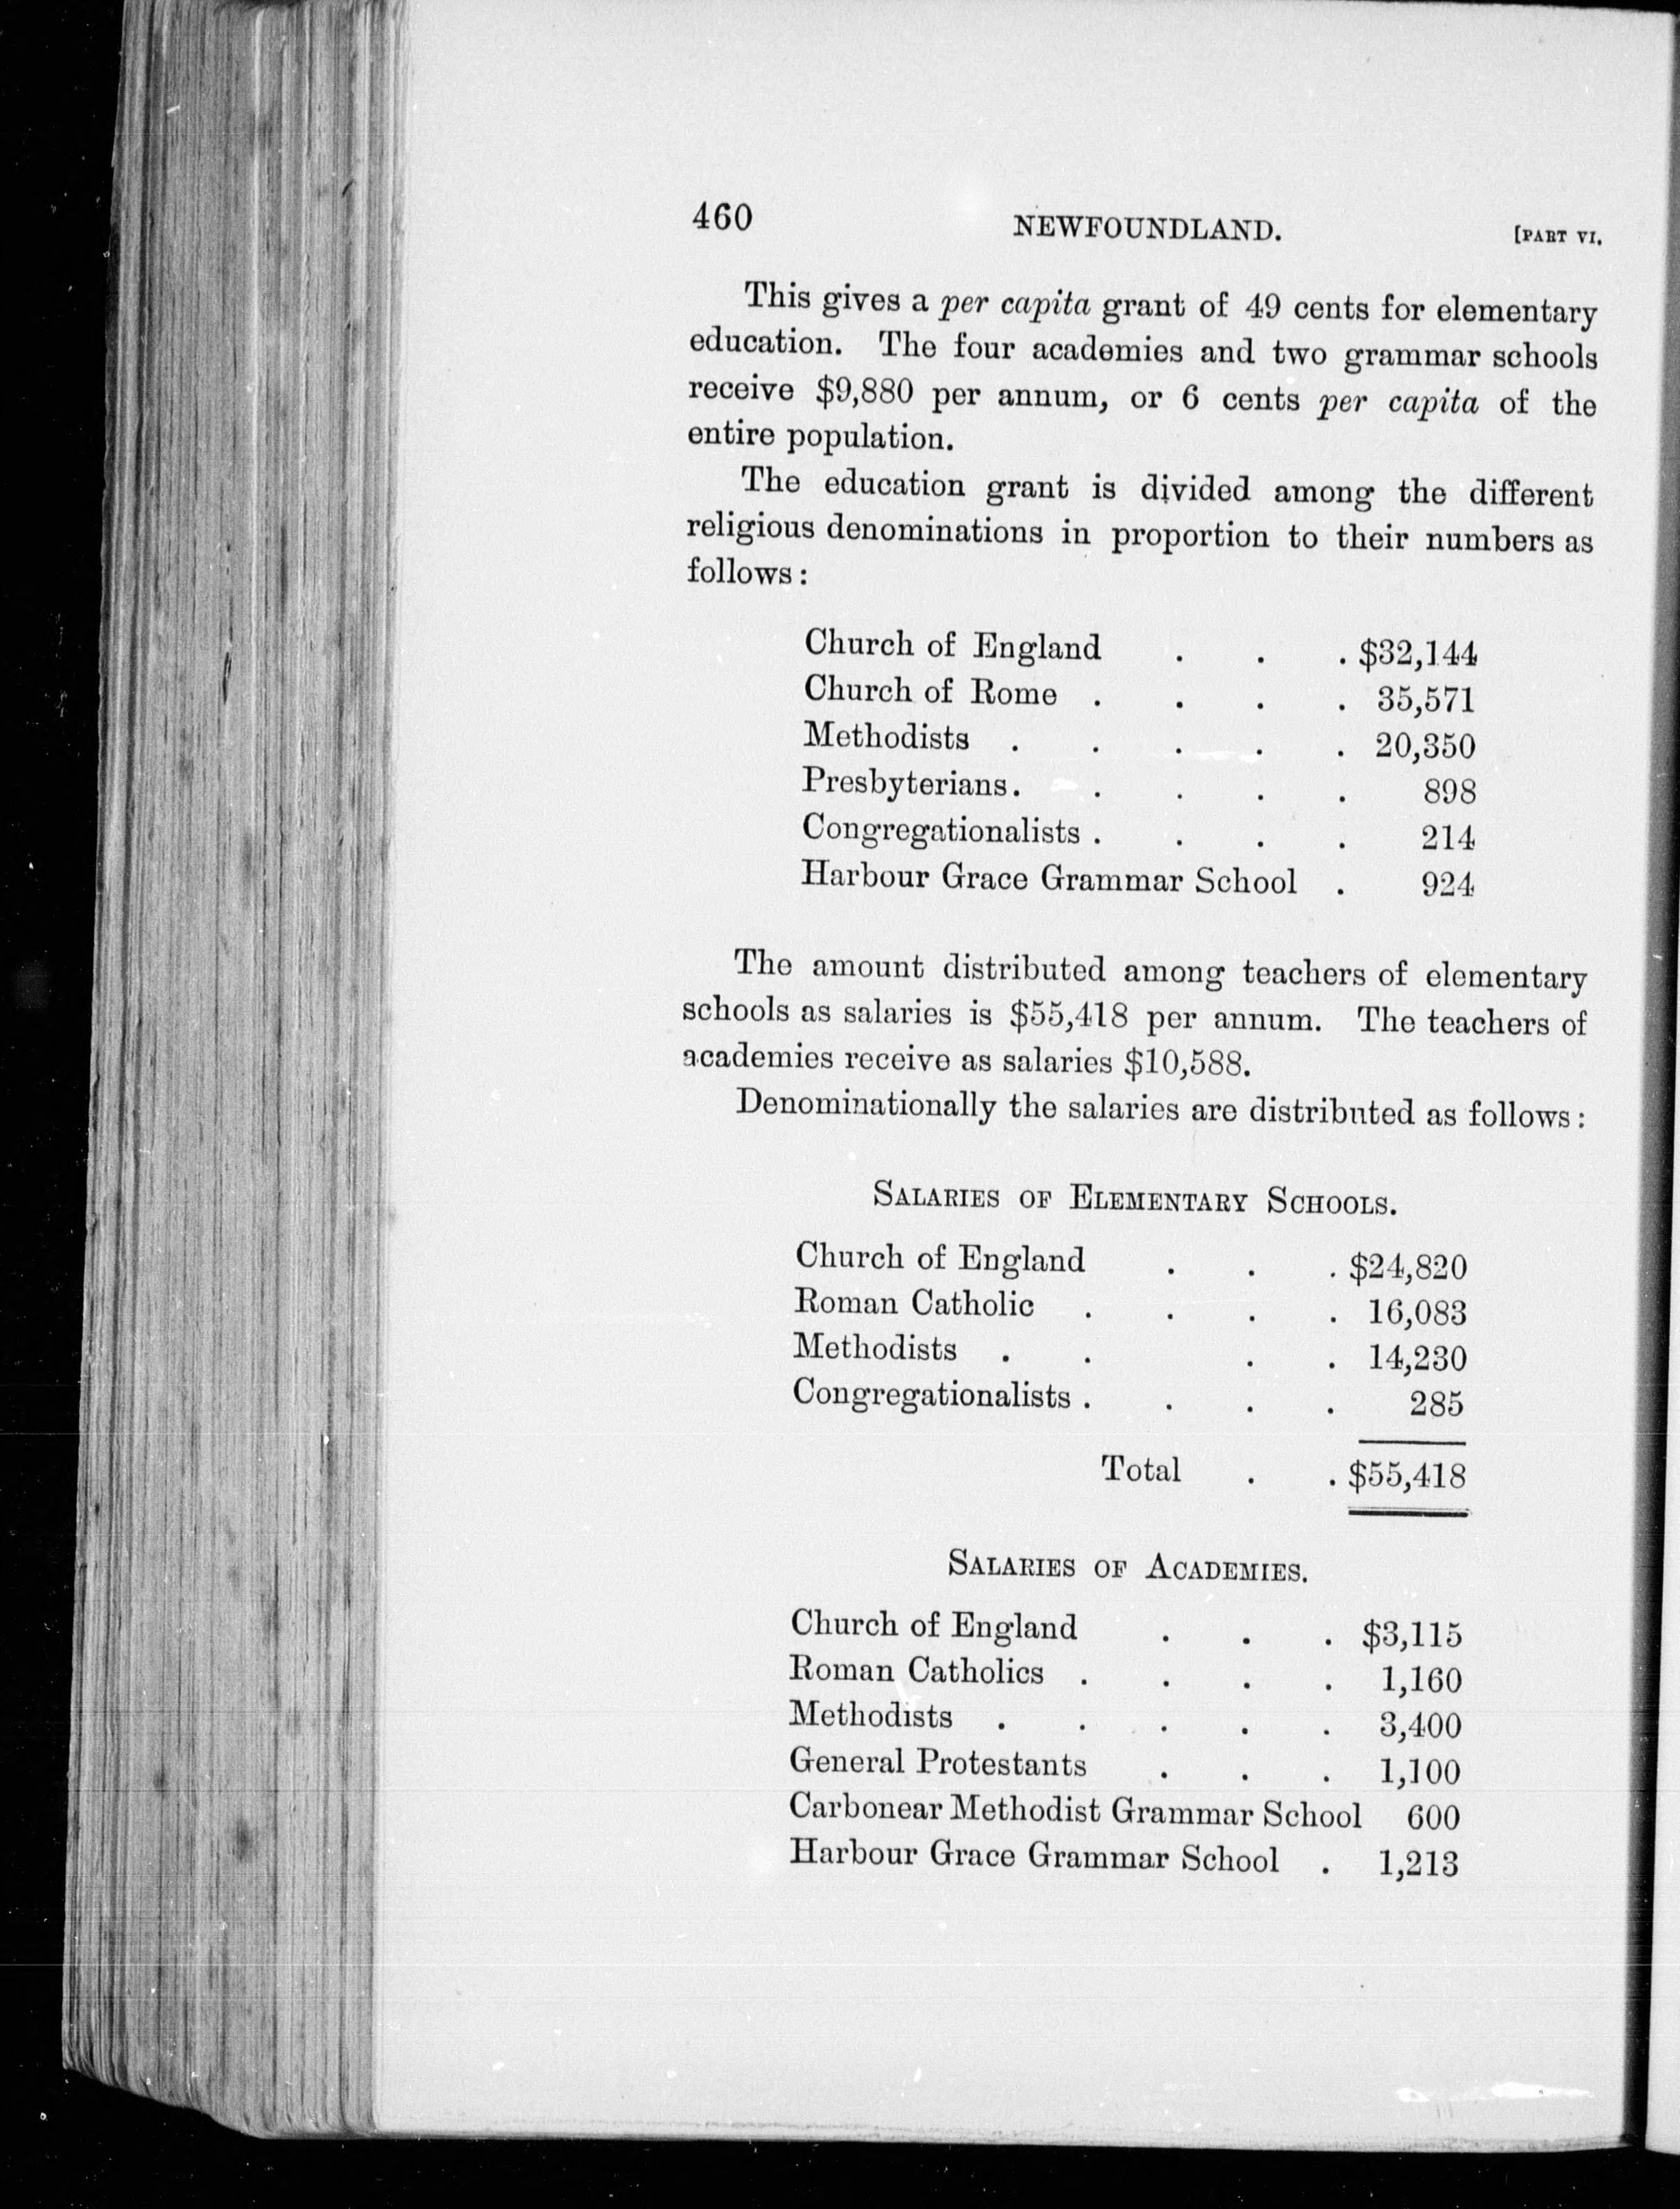 460 NEWFOUNDLAND. [PART VI.
This gives a per capita grant of 49 cents for elementary
education. The four academies and two grammar schools
receive $9,880 per annum, or 6 cents per capita of the
entire population.
The education grant is divided among the different
religious denominations in proportion to their numbers as
follows:
Church of England . . . $32,144
Church of Rome . . . . 35,571
Methodists . . . . . 20,350
Presbyterians . . . . . 898
Congregationalists . . . . 214
Harbour Grace Grammar School . 924
The amount distributed among teachers of elementary
schools as salaries is $55,418 per annum. The teachers of
academies receive as salaries $10,588.
Denominationally the salaries are distributed as follows:
SALARIES OF ELEMENTARY SCHOOLS.
Church of England . . . $24,820
Roman Catholic . . . . 16,083
Methodists . . . . 14,230
Congregationalists . . . . 285
Total . . $55,418
SALARIES OF ACADEMIES.
Church of England . . . $3,115
Roman Catholics . . . . 1,160
Methodists . . . . . 3,400
General Protestants . . . 1,100
Carbonear Methodist Grammar School 600
Harbour Grace Grammar School . 1,213